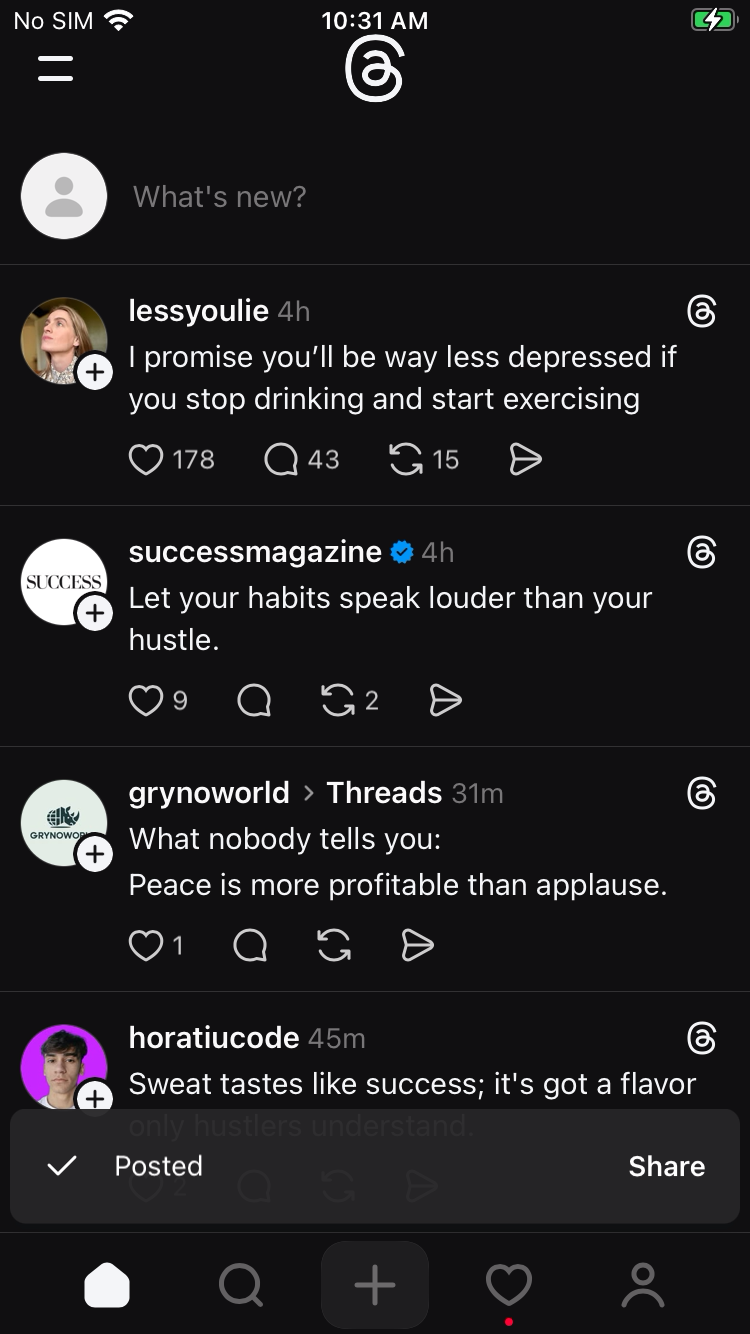 No SIM 10:31 AM
What's new?
lessyoulie 4h
I promise you’ll be way less depressed if
you stop drinking and start exercising
178 43 15
SUCCESS
successmagazine 4h
Let your habits speak louder than your
hustle.
9 2
GRYNOWOR
grynoworld > Threads 31m
What nobody tells you:
Peace is more profitable than applause.
1
horatiucode 45m
Sweat tastes like success; it's got a flavor
only hustlers understand.
Posted Share
2